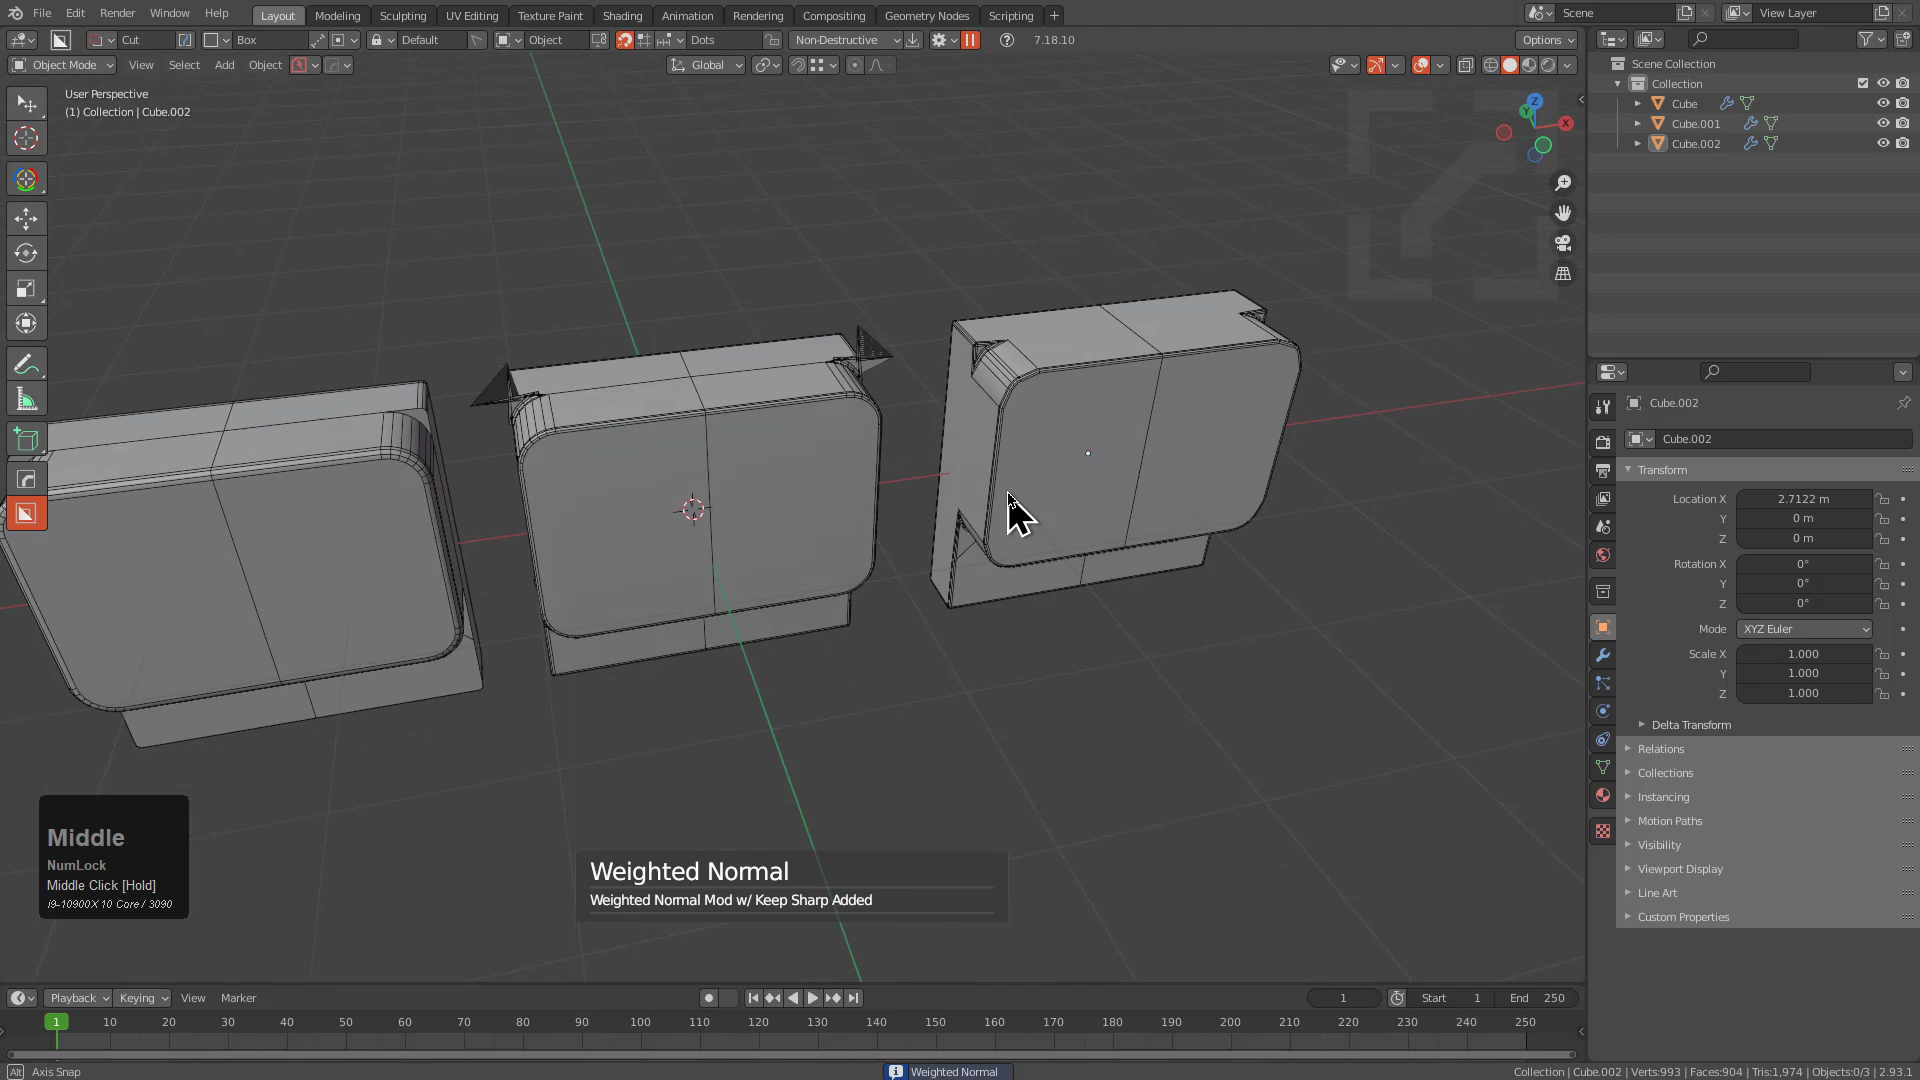 File Edit Render Window Help Layout Modeling Sculpting UV Editing Texture Paint Shading Animation Rendering Compositing Geometry Nodes Scripting + Scene View Layer
Cut Box Default Object Dots Non-Destructive 7.18.10 Options
Object Mode View Select Add Object Global
User Perspective
(1) Collection | Cube.002
Z
Y
X
Scene Collection
Collection
Cube
Cube.001
Cube.002
Cube.002
Cube.002
Transform
Location X 2.7122 m
Y 0 m
Z 0 m
Rotation X 0°
Y 0°
Z 0°
Mode XYZ Euler
Scale X 1.000
Y 1.000
Z 1.000
Delta Transform
Relations
Collections
Instancing
Motion Paths
Visibility
Viewport Display
Line Art
Custom Properties
Middle
NumLock
Middle Click [Hold]
i9-10900X 10 Core / 3090
Weighted Normal
Weighted Normal Mod w/ Keep Sharp Added
Playback Keying View Marker 1 Start 1 End 250
1 10 20 30 40 50 60 70 80 90 100 110 120 130 140 150 160 170 180 190 200 210 220 230 240 250
Alt Axis Snap Weighted Normal Collection | Cube.002 | Verts:993 | Faces:904 | Tris:1,974 | Objects:0/3 | 2.93.1